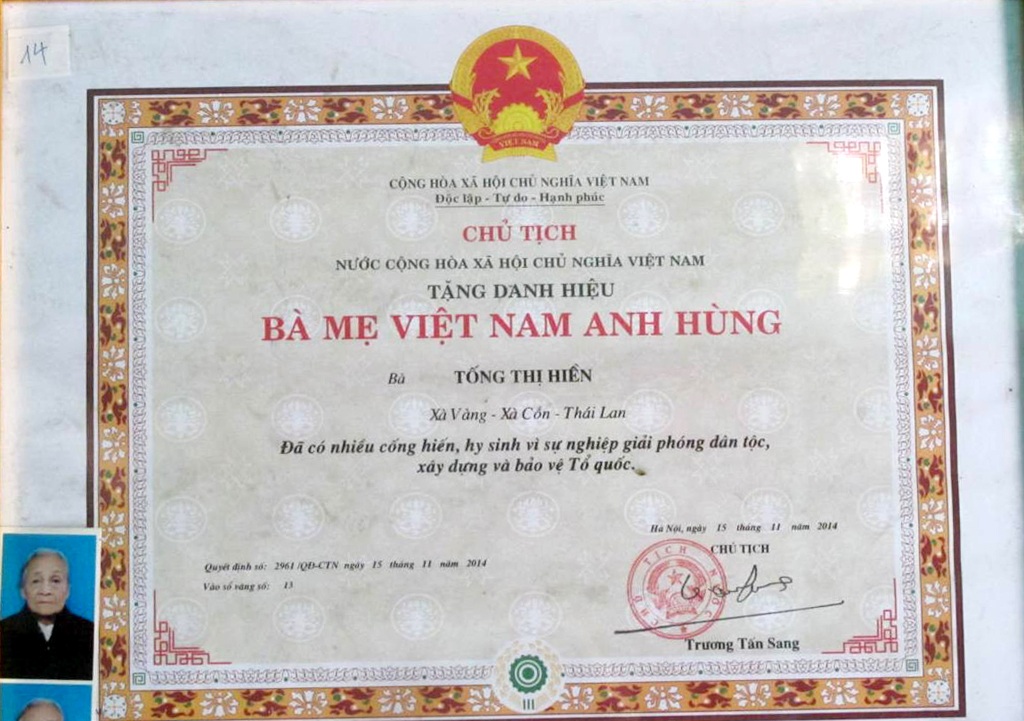 14
VIỆT NAM
CỘNG HÒA XÃ HỘI CHỦ NGHĨA VIỆT NAM
Độc lập - Tự do - Hạnh phúc
CHỦ TỊCH
NƯỚC CỘNG HÒA XÃ HỘI CHỦ NGHĨA VIỆT NAM
TẶNG DANH HIỆU
BÀ MẸ VIỆT NAM ANH HÙNG
Bà TỐNG THỊ HIỀN
Xà Vàng - Xà Cồn - Thái Lan
Đã có nhiều cống hiến, hy sinh vì sự nghiệp giải phóng dân tộc,
xây dựng và bảo vệ Tổ quốc.
Hà Nội, ngày 15 tháng 11 năm 2014
CHỦ TỊCH
Quyết định số: 2961 /QĐ-CTN ngày 15 tháng 11 năm 2014
Vào sổ vàng số: 13
CHỦ TỊCH NƯỚC
Trương Tấn Sang